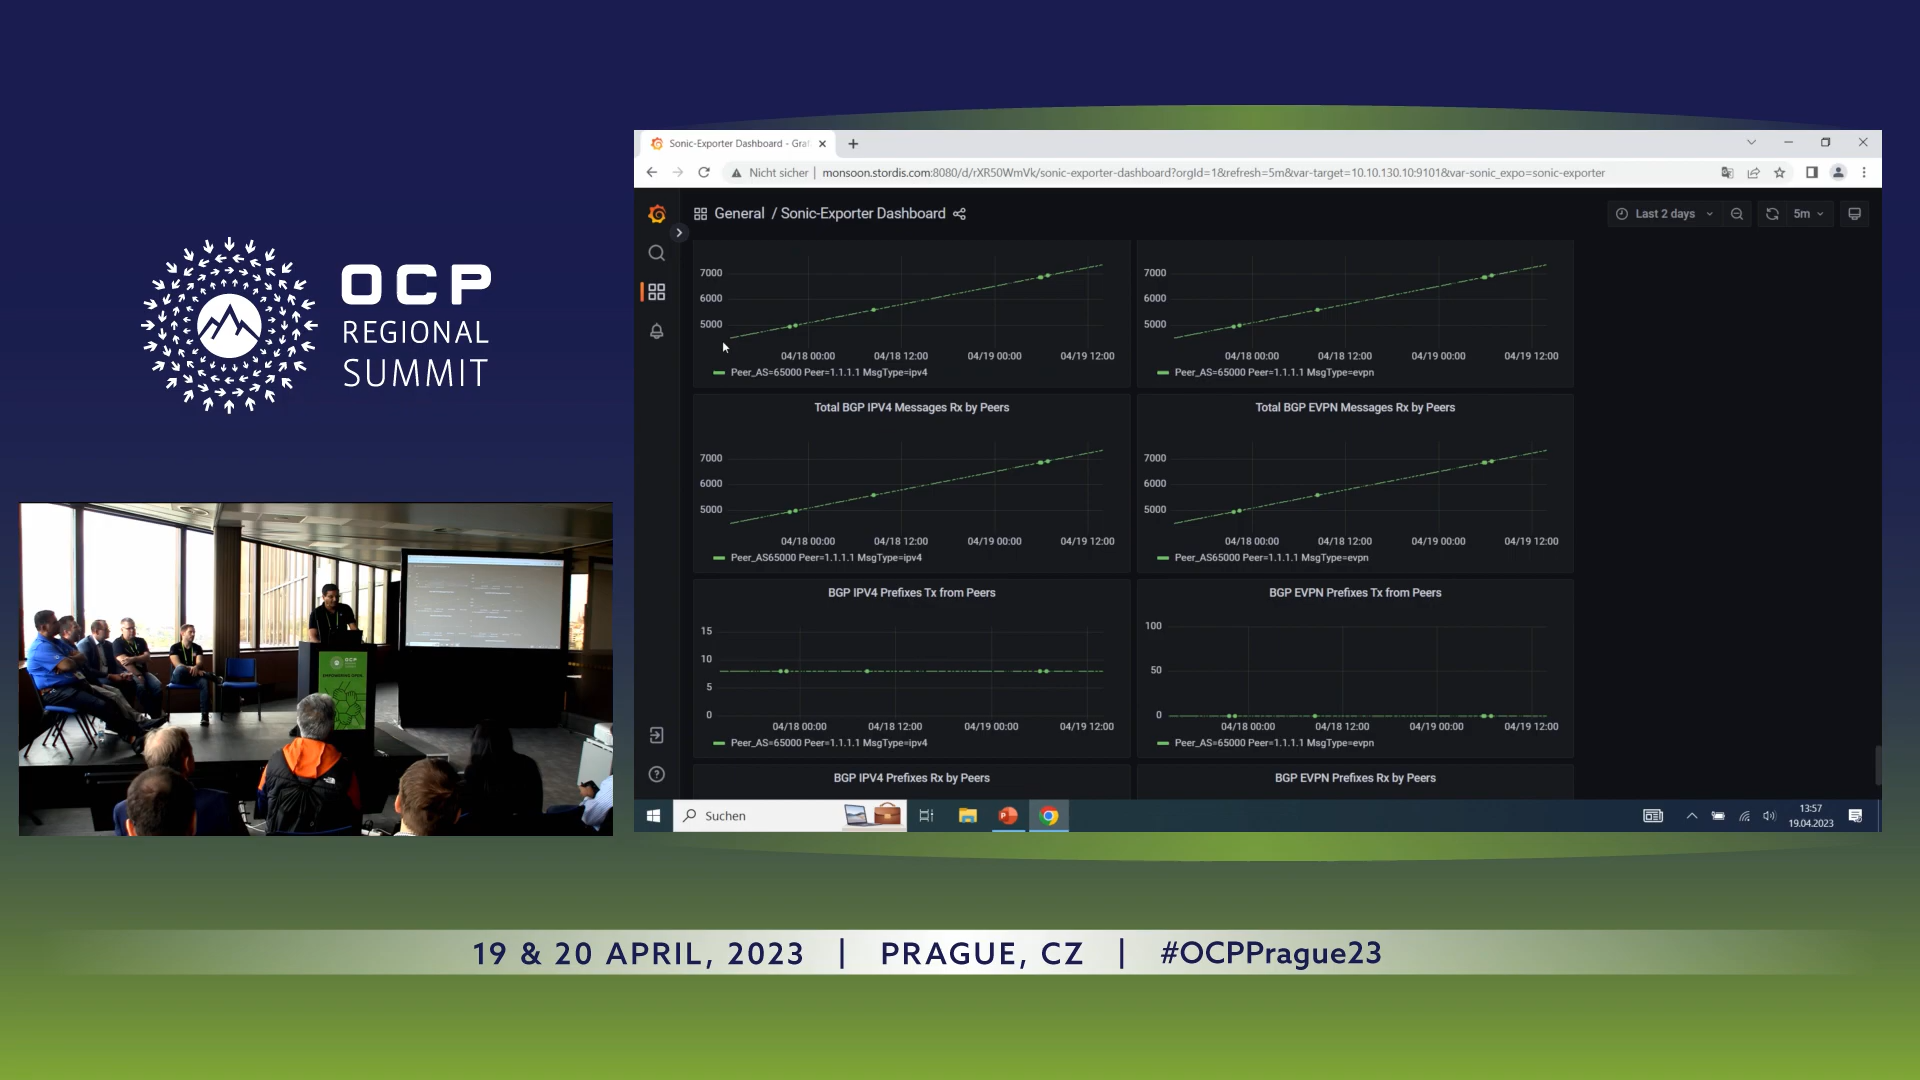 OCP
REGIONAL
SUMMIT
Sonic-Exporter Dashboard - Graf
Nicht sicher | monsoon.stordis.com:8080/d/rXR50WmVk/sonic-exporter-dashboard?orgId=1&refresh=5m&var-target=10.10.130.10:9101&var-sonic_expo=sonic-exporter
General / Sonic-Exporter Dashboard
Last 2 days
5m
7000
6000
5000
04/18 00:00 04/18 12:00 04/19 00:00 04/19 12:00
Peer_AS=65000 Peer=1.1.1.1 MsgType=ipv4
7000
6000
5000
04/18 00:00 04/18 12:00 04/19 00:00 04/19 12:00
Peer_AS=65000 Peer=1.1.1.1 MsgType=evpn
Total BGP IPV4 Messages Rx by Peers
7000
6000
5000
04/18 00:00 04/18 12:00 04/19 00:00 04/19 12:00
Peer_AS65000 Peer=1.1.1.1 MsgType=ipv4
Total BGP EVPN Messages Rx by Peers
7000
6000
5000
04/18 00:00 04/18 12:00 04/19 00:00 04/19 12:00
Peer_AS65000 Peer=1.1.1.1 MsgType=evpn
BGP IPV4 Prefixes Tx from Peers
15
10
5
0
04/18 00:00 04/18 12:00 04/19 00:00 04/19 12:00
Peer_AS=65000 Peer=1.1.1.1 MsgType=ipv4
BGP EVPN Prefixes Tx from Peers
100
50
0
04/18 00:00 04/18 12:00 04/19 00:00 04/19 12:00
Peer_AS=65000 Peer=1.1.1.1 MsgType=evpn
BGP IPV4 Prefixes Rx by Peers
BGP EVPN Prefixes Rx by Peers
Suchen
13:57
19.04.2023
OCP
EMPOWERING OPEN.
19 & 20 APRIL, 2023 | PRAGUE, CZ | #OCPPrague23